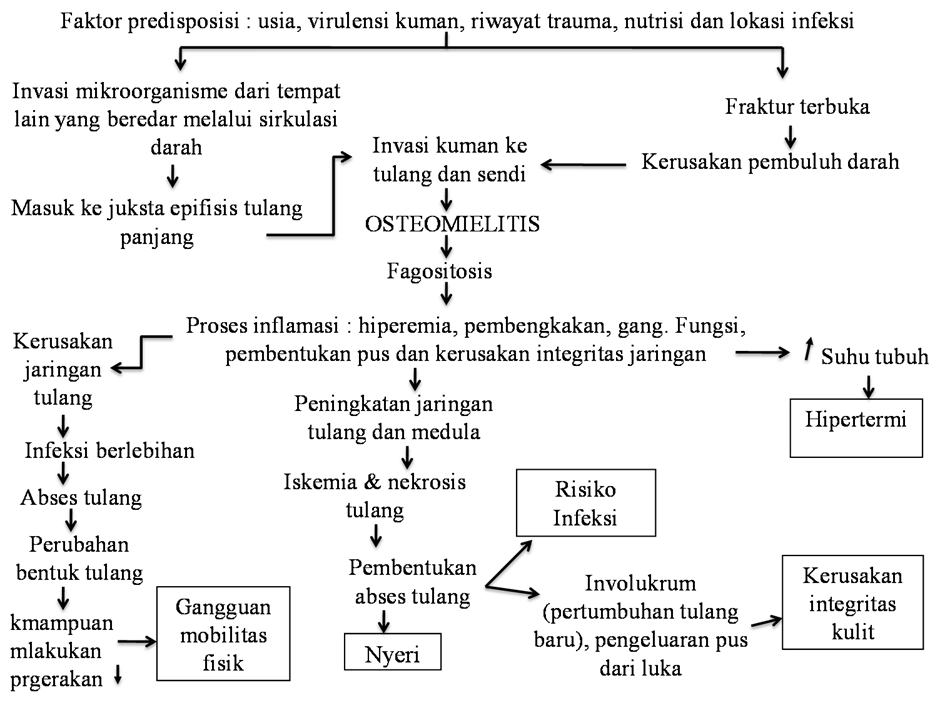 Faktor predisposisi : usia, virulensi kuman, riwayat trauma, nutrisi dan lokasi infeksi
Invasi mikroorganisme dari tempat
lain yang beredar melalui sirkulasi
darah
Fraktur terbuka
Invasi kuman ke
tulang dan sendi
Kerusakan pembuluh darah
Masuk ke juksta epifisis tulang
panjang
OSTEOMIELITIS
Fagositosis
Proses inflamasi : hiperemia, pembengkakan, gang. Fungsi,
pembentukan pus dan kerusakan integritas jaringan
Kerusakan
jaringan
tulang
Suhu tubuh
Hipertermi
Peningkatan jaringan
tulang dan medula
Infeksi berlebihan
Iskemia & nekrosis
tulang
Abses tulang
Risiko
Infeksi
Perubahan
bentuk tulang
Pembentukan
abses tulang
Involukrum
(pertumbuhan tulang
baru), pengeluaran pus
dari luka
Kerusakan
integritas
kulit
kmampuan
mlakukan
prgerakan
Gangguan
mobilitas
fisik
Nyeri